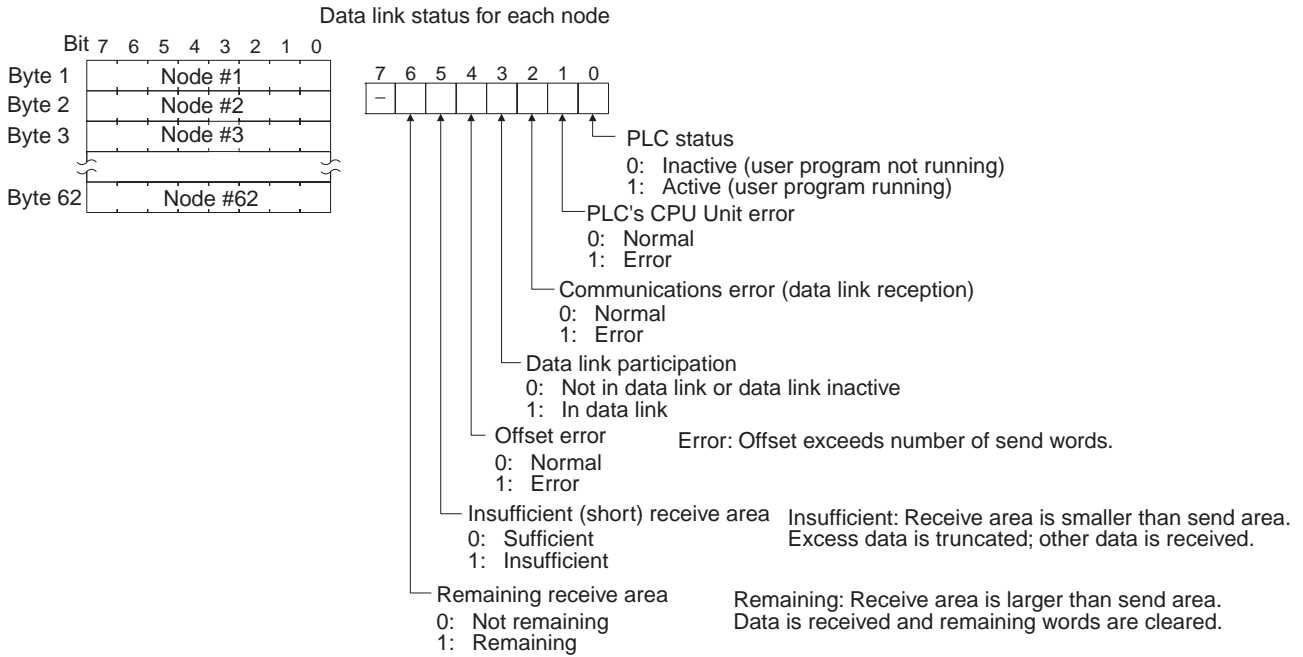 Data link status for each node
Bit 7 6 5 4 3 2 1 0
Byte 1 Node #1
Byte 2 Node #2
Byte 3 Node #3
Byte 62 Node #62
7 6 5 4 3 2 1 0
–
PLC status
0: Inactive (user program not running)
1: Active (user program running)
PLC's CPU Unit error
0: Normal
1: Error
Communications error (data link reception)
0: Normal
1: Error
Data link participation
0: Not in data link or data link inactive
1: In data link
Offset error Error: Offset exceeds number of send words.
0: Normal
1: Error
Insufficient (short) receive area
0: Sufficient
1: Insufficient
Insufficient: Receive area is smaller than send area.
Excess data is truncated; other data is received.
Remaining receive area
0: Not remaining
1: Remaining
Remaining: Receive area is larger than send area.
Data is received and remaining words are cleared.